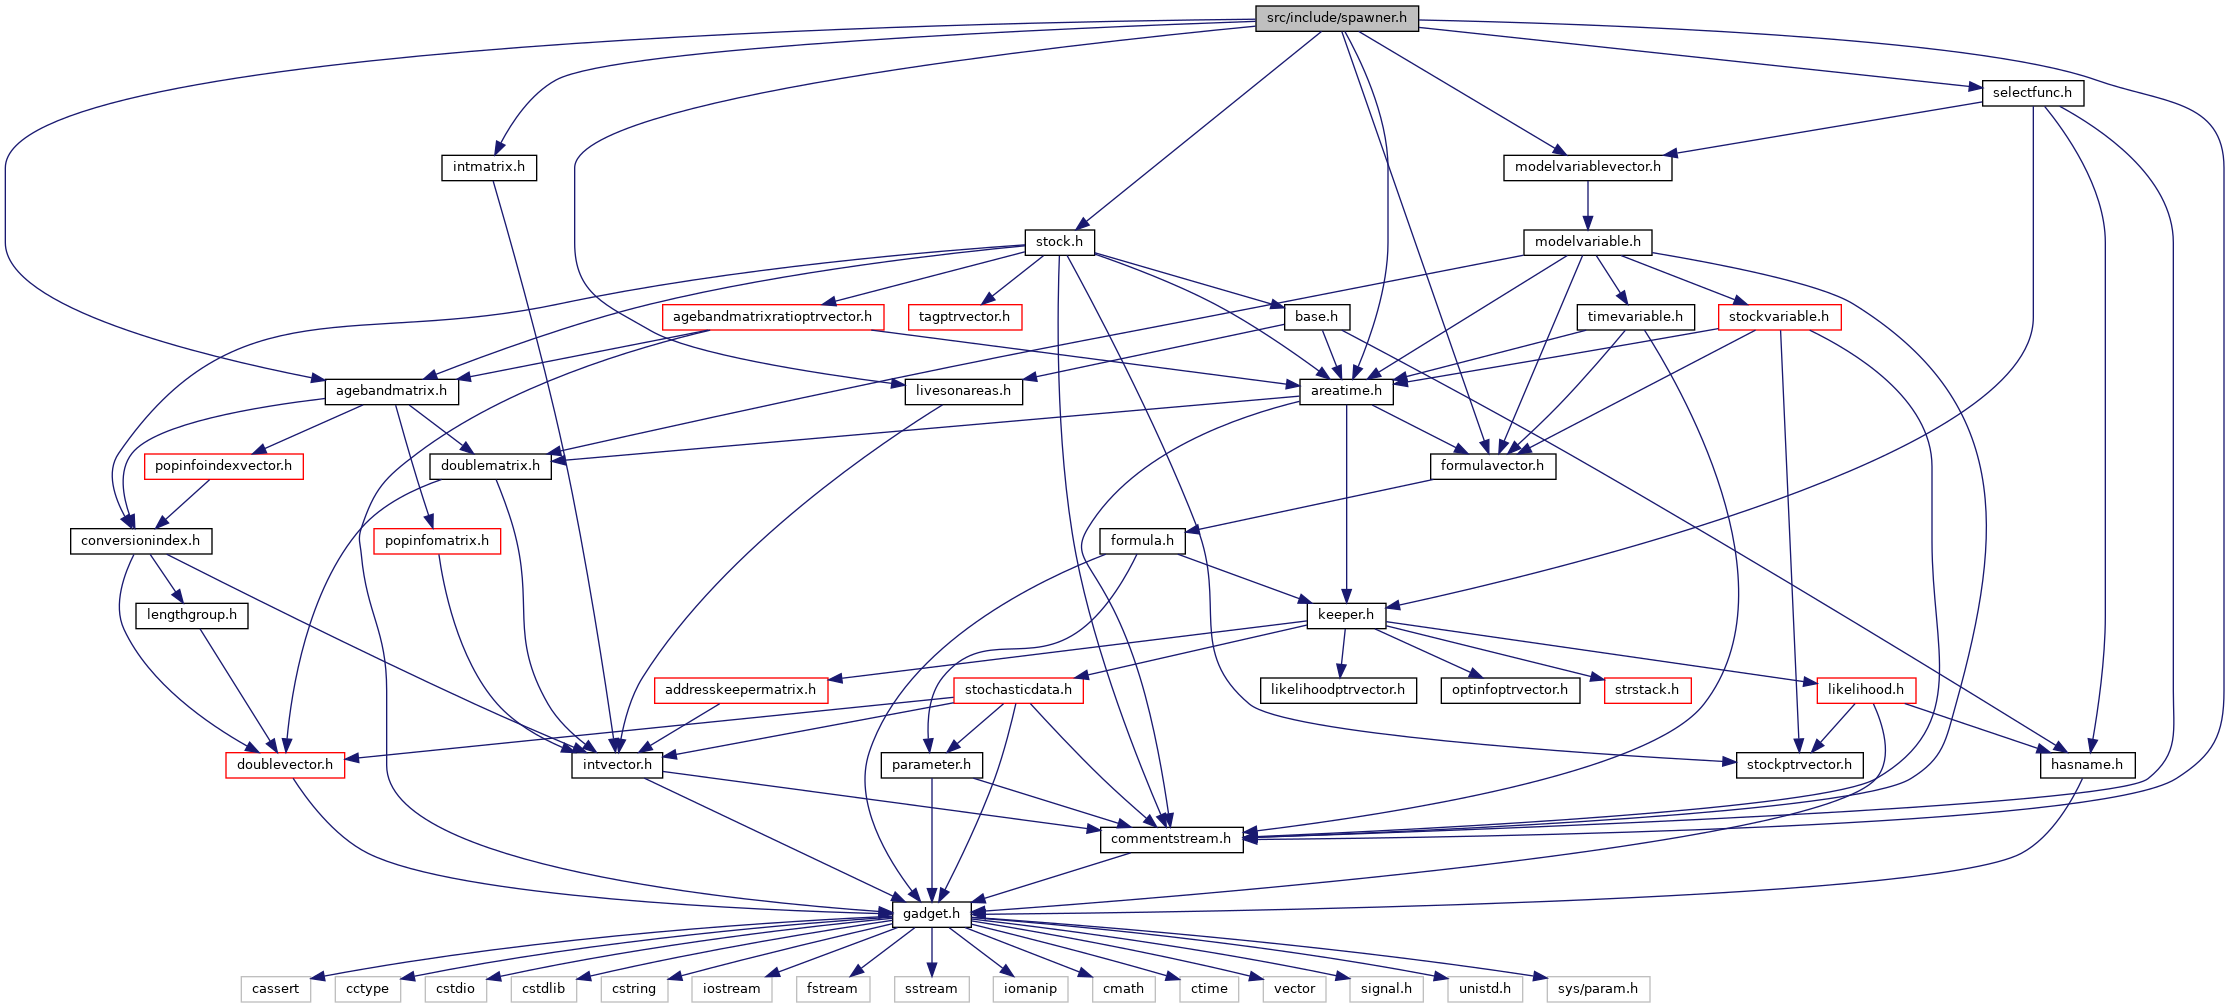 src/include/spawner.h
selectfunc.h
intmatrix.h
modelvariablevector.h
stock.h
modelvariable.h
agebandmatrixratioptrvector.h
tagptrvector.h
base.h
timevariable.h
stockvariable.h
agebandmatrix.h
livesonareas.h
areatime.h
popinfoindexvector.h
doublematrix.h
formulavector.h
conversionindex.h
popinfomatrix.h
formula.h
lengthgroup.h
keeper.h
addresskeepermatrix.h
stochasticdata.h
likelihoodptrvector.h
optinfoptrvector.h
strstack.h
likelihood.h
doublevector.h
intvector.h
parameter.h
stockptrvector.h
hasname.h
commentstream.h
gadget.h
cassert
cctype
cstdio
cstdlib
cstring
iostream
fstream
sstream
iomanip
cmath
ctime
vector
signal.h
unistd.h
sys/param.h